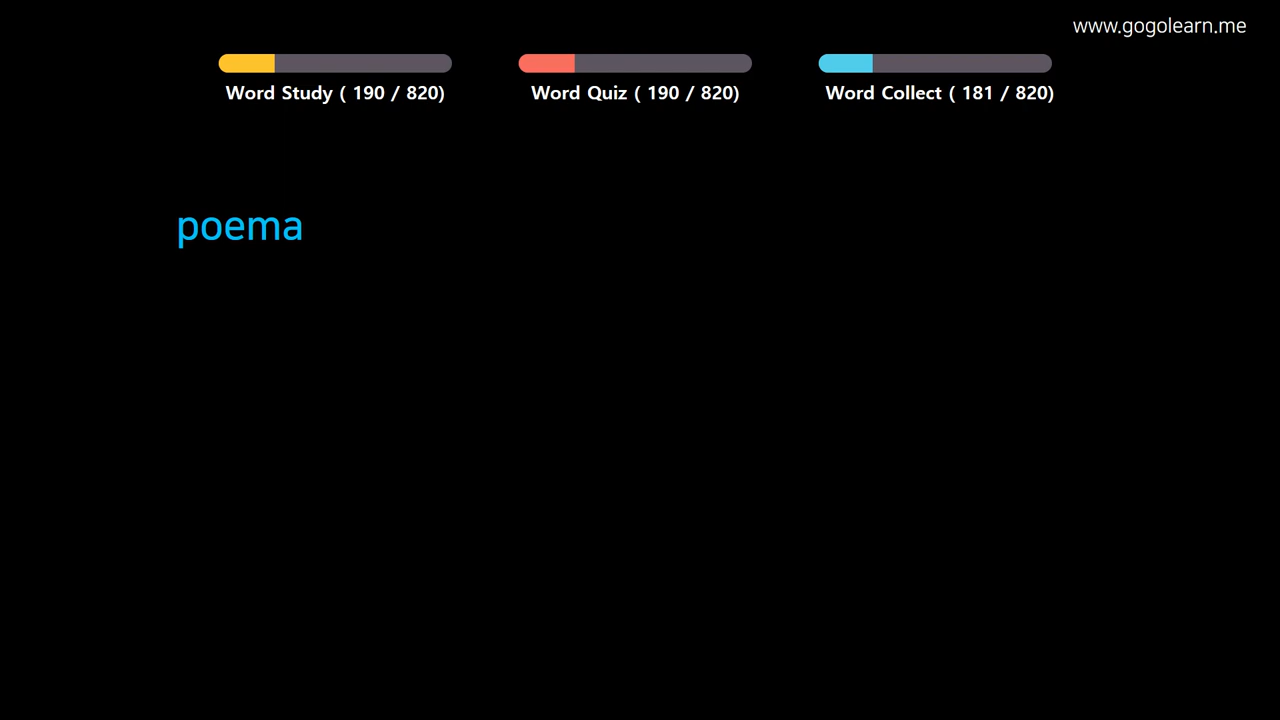 www.gogolearn.me
Word Study ( 190 / 820)
Word Quiz ( 190 / 820)
Word Collect ( 181 / 820)
poema